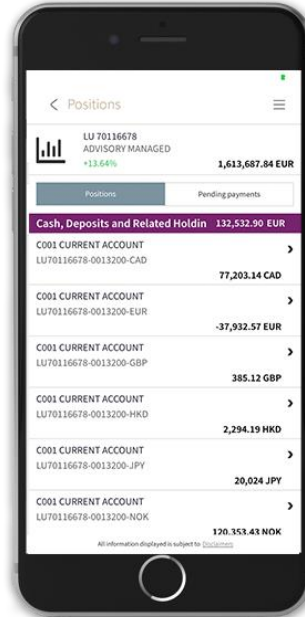 Positions
LU 70116678
ADVISORY MANAGED
+13.64%
1,613,687.84 EUR
Positions Pending payments
Cash, Deposits and Related Holdin 132,532.90 EUR
C001 CURRENT ACCOUNT
LU70116678-0013200-CAD
77,203.14 CAD
C001 CURRENT ACCOUNT
LU70116678-0013200-EUR
-37,932.57 EUR
C001 CURRENT ACCOUNT
LU70116678-0013200-GBP
385.12 GBP
C001 CURRENT ACCOUNT
LU70116678-0013200-HKD
2,294.19 HKD
C001 CURRENT ACCOUNT
LU70116678-0013200-JPY
20,024 JPY
C001 CURRENT ACCOUNT
LU70116678-0013200-NOK
120,353.43 NOK
All information displayed is subject to Disclaimers